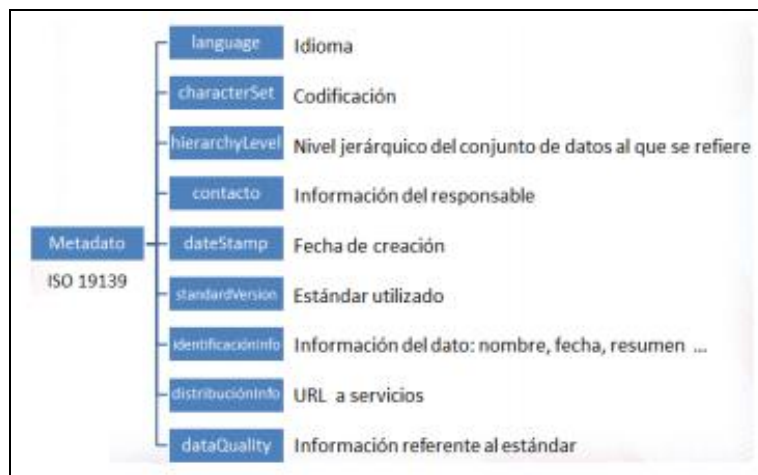 language Idioma
characterSet Codificación
hierarchyLevel Nivel jerárquico del conjunto de datos al que se refiere
contacto Información del responsable
Metadato dateStamp Fecha de creación
ISO 19139
standardVersion Estándar utilizado
identificaciónInfo Información del dato: nombre, fecha, resumen ...
distribuciónInfo URL a servicios
dataQuality Información referente al estándar